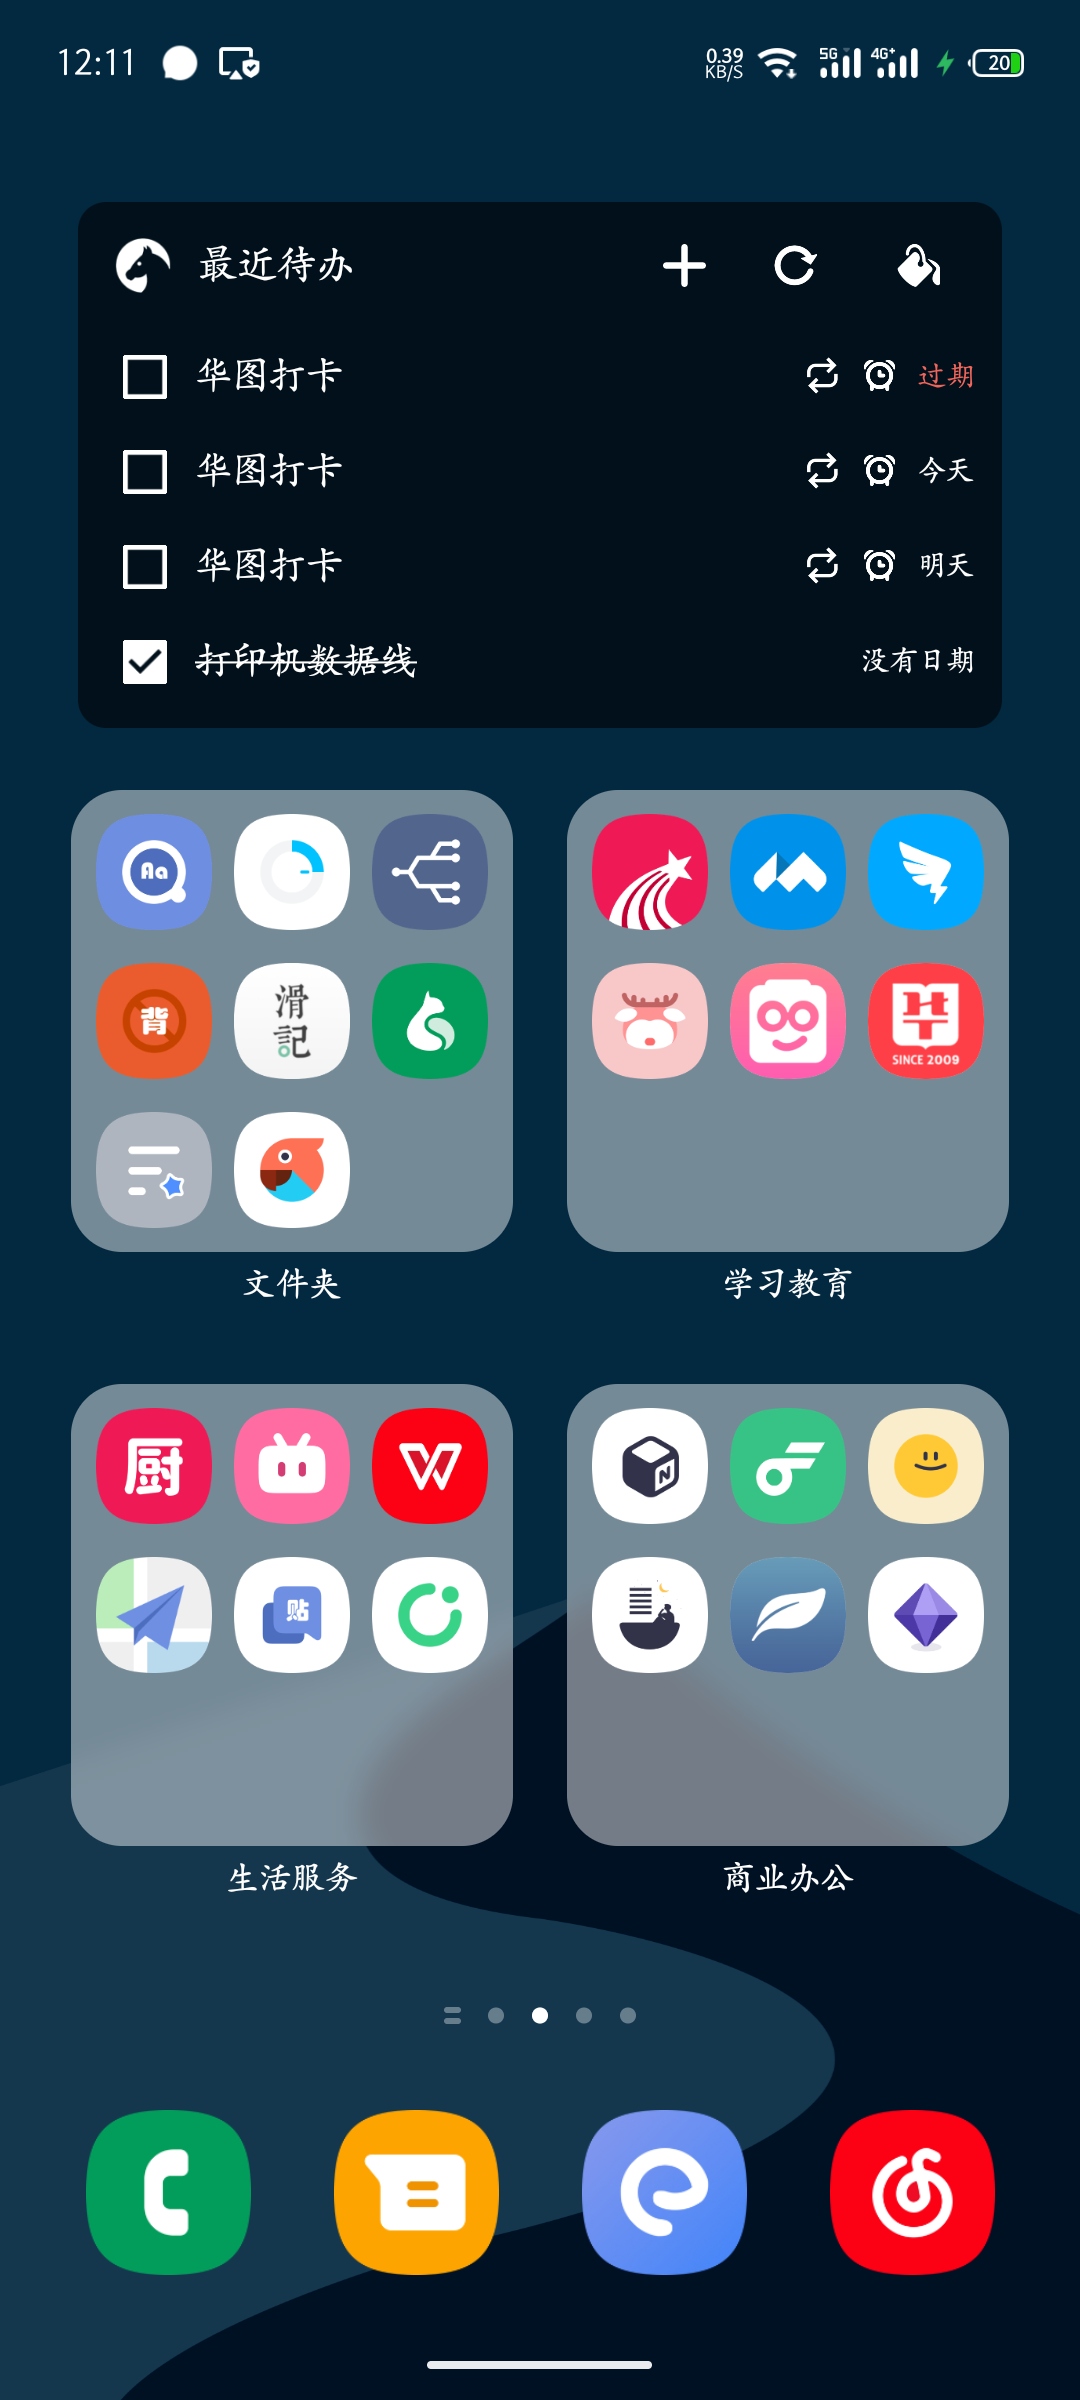 12:11
0.39
KB/S
5G
4G+
20
最近待办
华图打卡
过期
华图打卡
今天
华图打卡
明天
打印机数据线
没有日期
Aa
背
滑
記
SINCE 2009
文件夹
学习教育
厨
N
贴
生活服务
商业办公